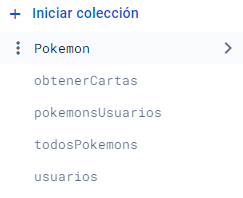 + Iniciar colección
Pokemon
obtenerCartas
pokemonsUsuarios
todosPokemons
usuarios